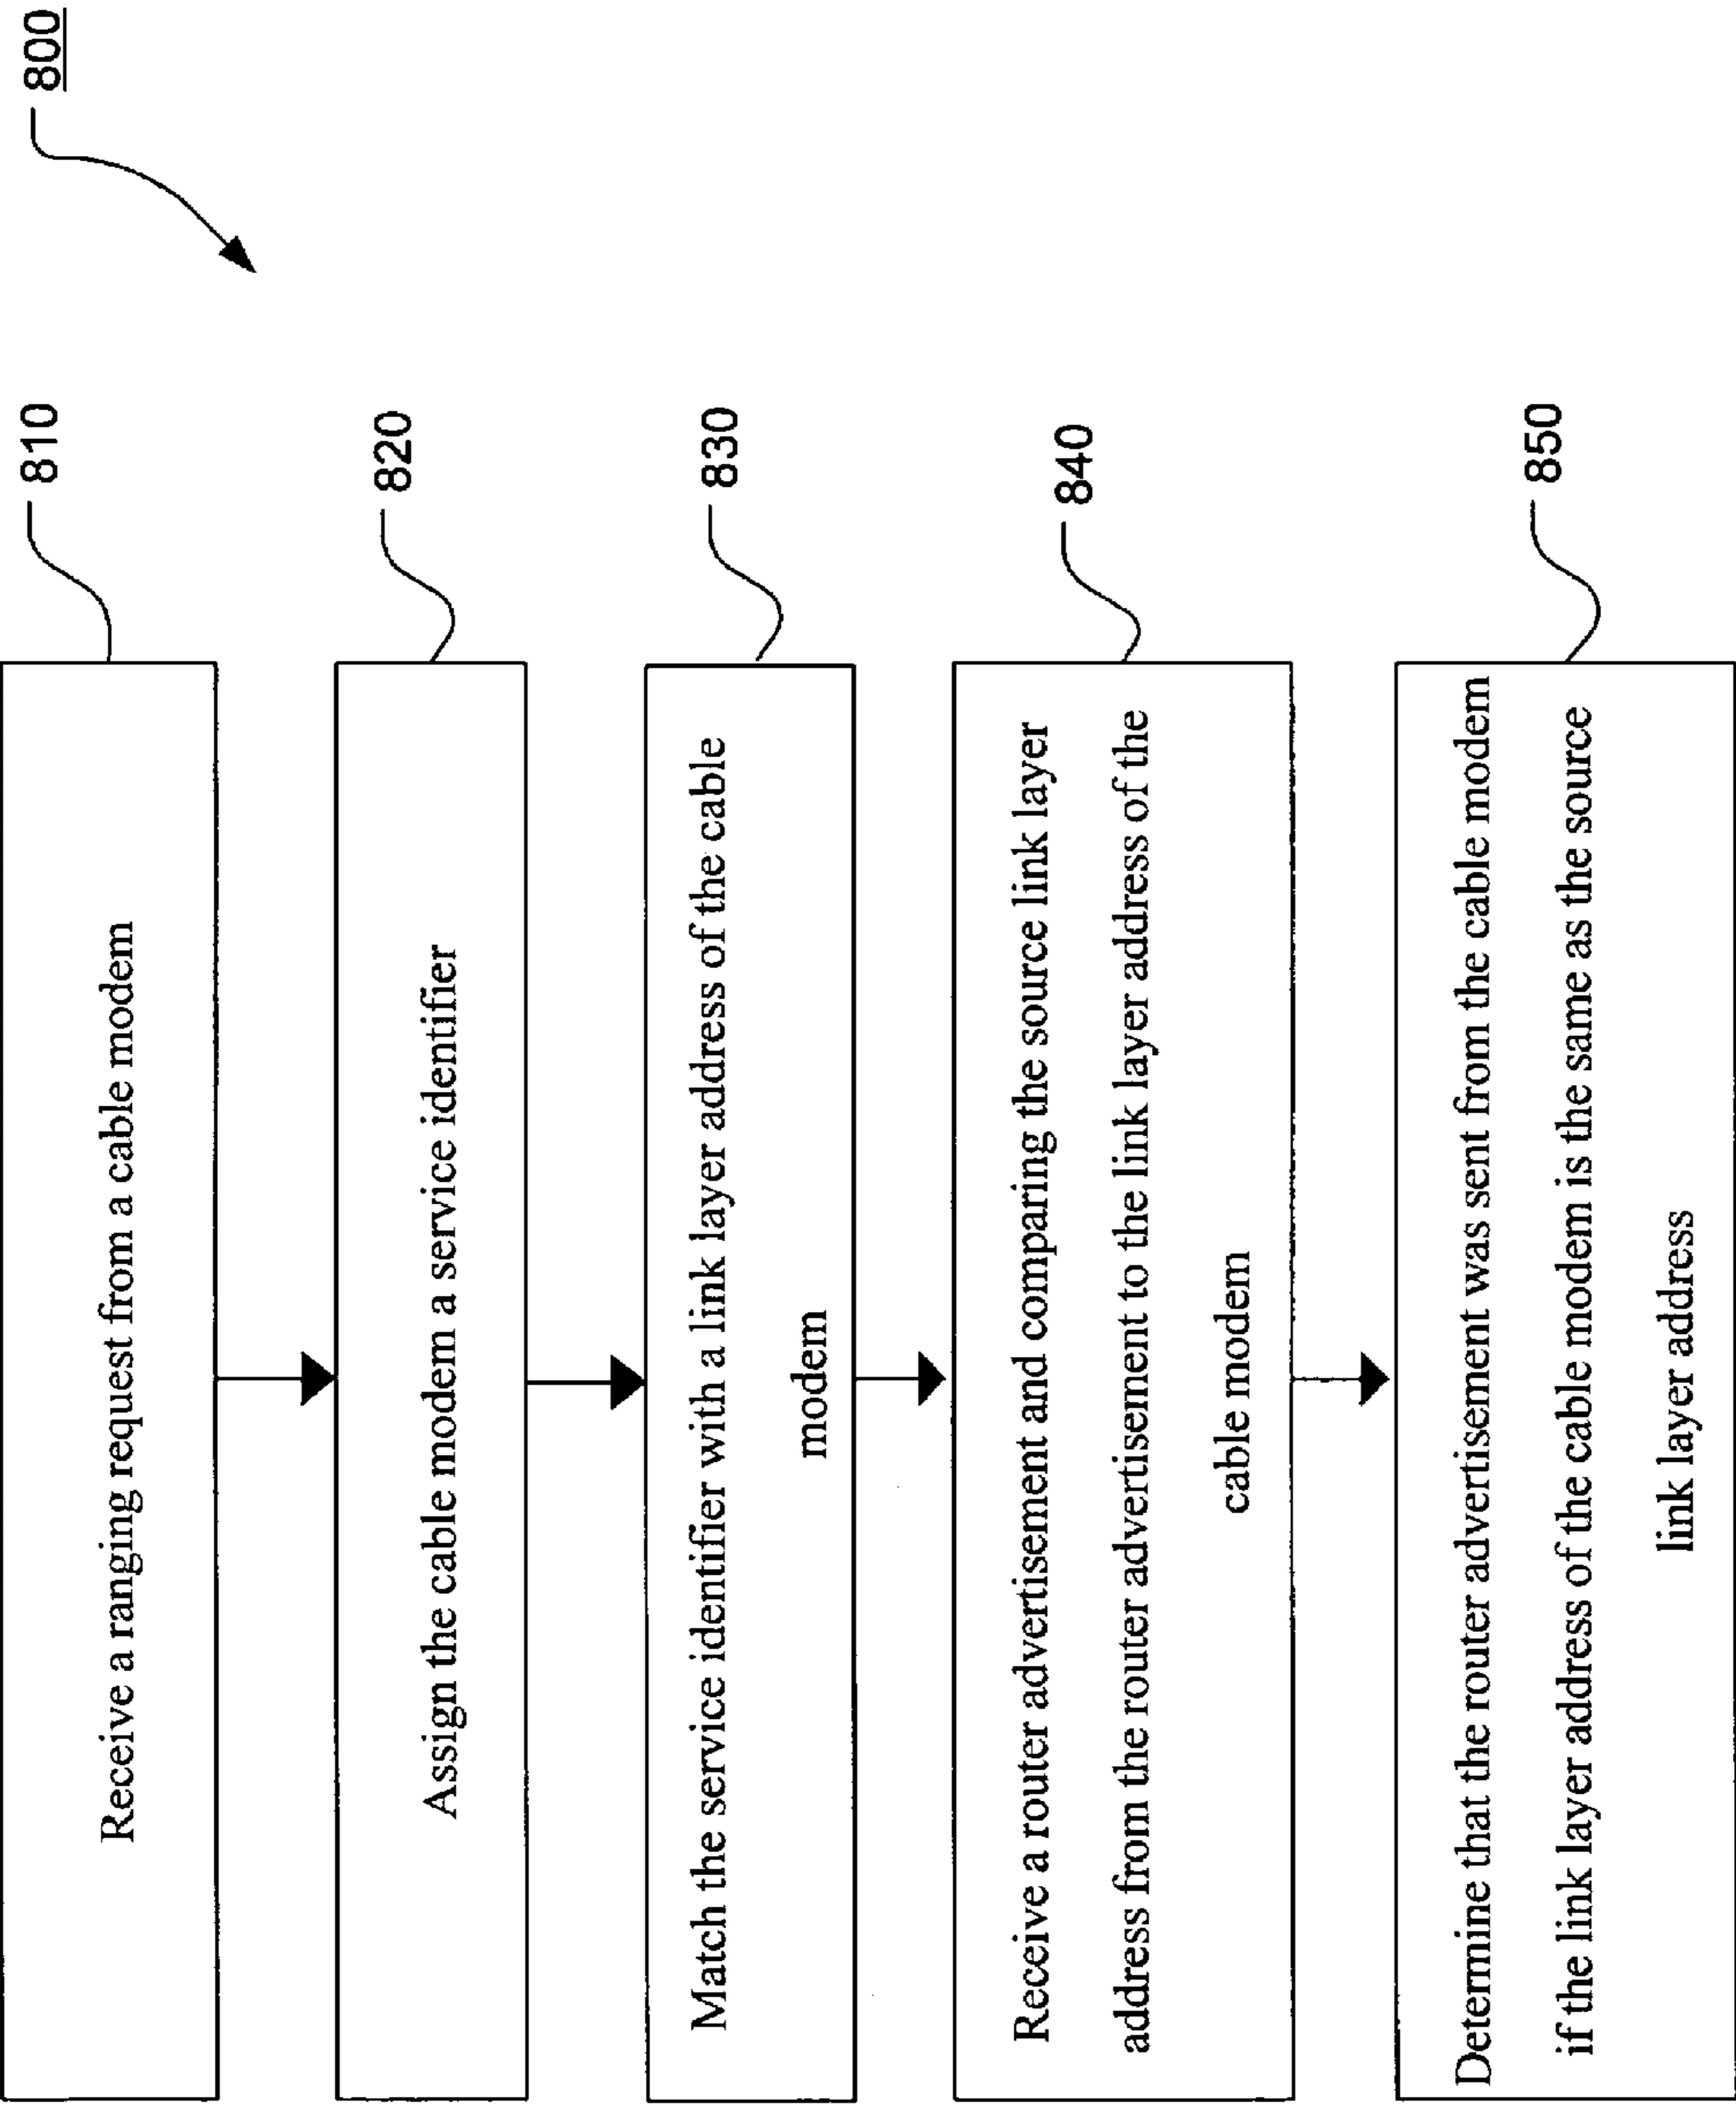 800
Receive a ranging request from a cable modem
810
Assign the cable modem a service identifier
820
Match the service identifier with a link layer address of the cable
modem
830
Receive a router advertisement and comparing the source link layer
address from the router advertisement to the link layer address of the
cable modem
840
Determine that the router advertisement was sent from the cable modem
if the link layer address of the cable modem is the same as the source
link layer address
850